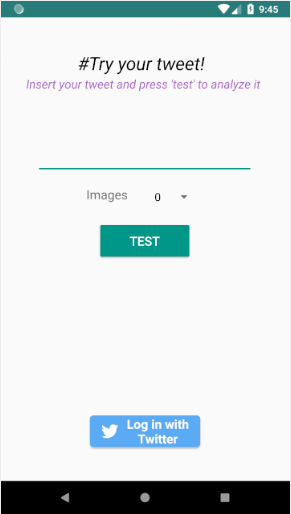 9:45
#Try your tweet!
Insert your tweet and press 'test' to analyze it
Images 0
TEST
Log in with
Twitter